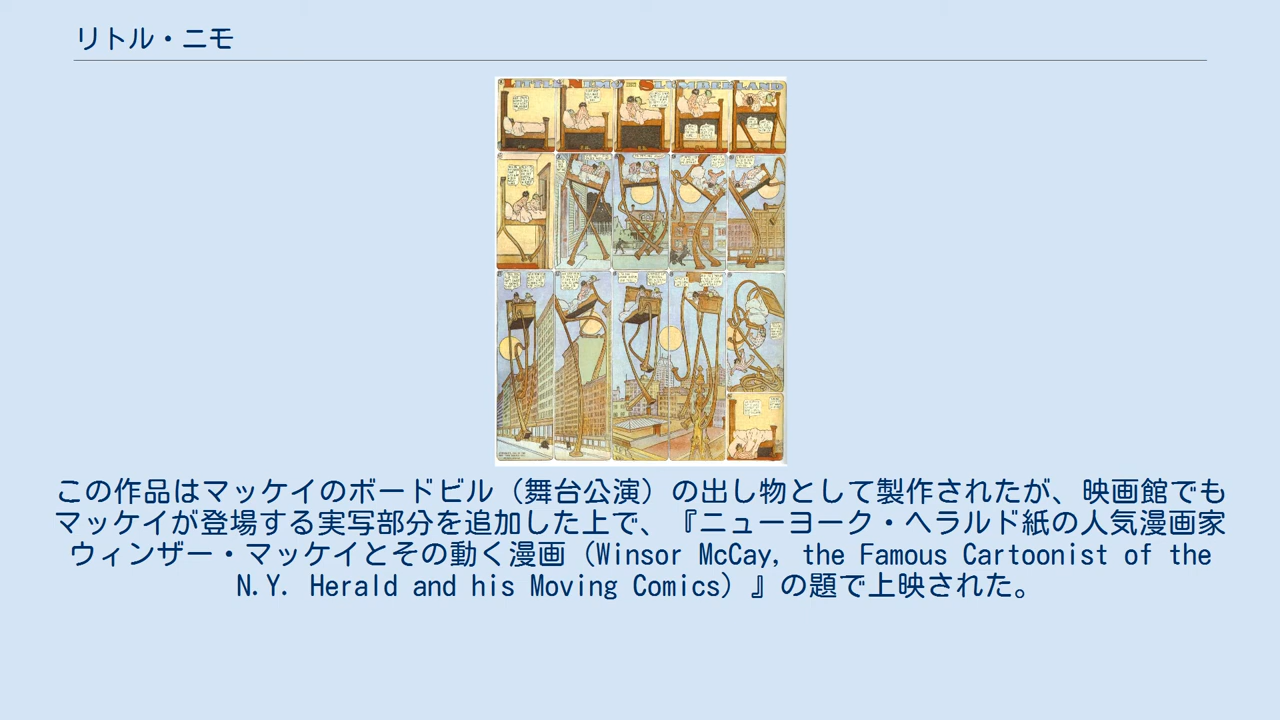 リトル・ニモ
LITTLE NEMO IN SLUMBERLAND
この作品はマッケイのボードビル（舞台公演）の出し物として製作されたが、映画館でも
マッケイが登場する実写部分を追加した上で、『ニューヨーク・ヘラルド紙の人気漫画家
ウィンザー・マッケイとその動く漫画（Winsor McCay, the Famous Cartoonist of the
N.Y. Herald and his Moving Comics）』の題で上映された。